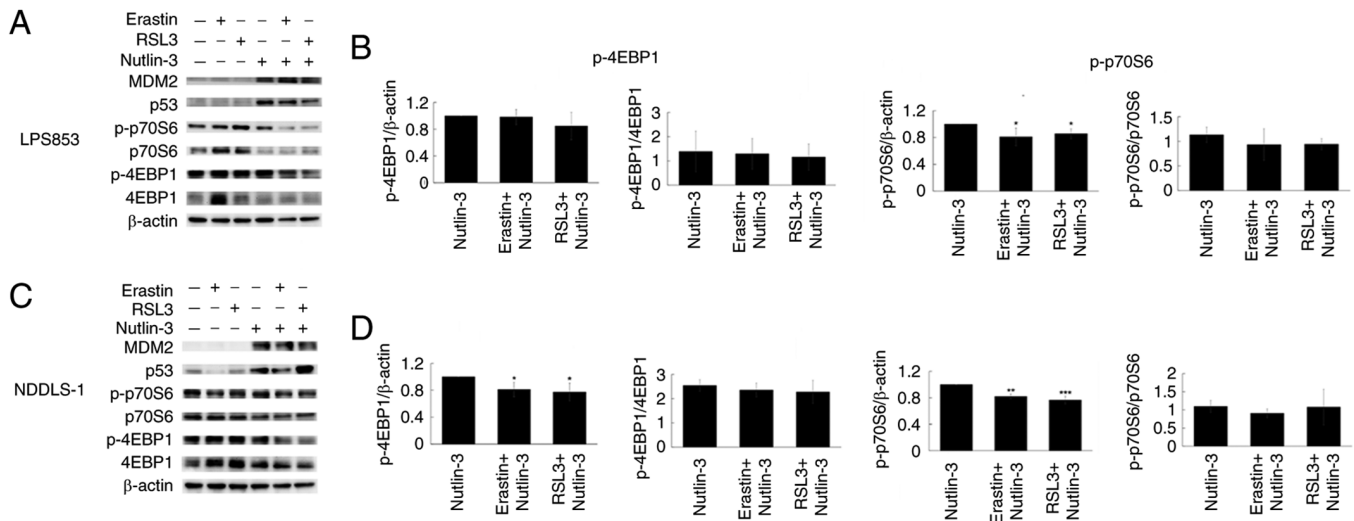 A
Erastin – + – – + –
RSL3 – – + – – +
Nutlin-3 – – – + + +
MDM2
p53
p-p70S6
p70S6
p-4EBP1
4EBP1
β-actin
LPS853
B
p-4EBP1
p-p70S6
p-4EBP1/β-actin
1.2
0.8
0.4
0
Nutlin-3
Erastin+
Nutlin-3
RSL3+
Nutlin-3
p-4EBP1/4EBP1
3
2
1
0
Nutlin-3
Erastin+
Nutlin-3
RSL3+
Nutlin-3
p-p70S6/β-actin
1.2
0.8
0.4
0
* *
Nutlin-3
Erastin+
Nutlin-3
RSL3+
Nutlin-3
p-p70S6/p70S6
1.5
1
0.5
0
Nutlin-3
Erastin+
Nutlin-3
RSL3+
Nutlin-3
C
Erastin – + – – + –
RSL3 – – + – – +
Nutlin-3 – – – + + +
MDM2
p53
p-p70S6
p70S6
p-4EBP1
4EBP1
β-actin
NDDLS-1
D
p-4EBP1/β-actin
1.2
0.8
0.4
0
* *
Nutlin-3
Erastin+
Nutlin-3
RSL3+
Nutlin-3
p-4EBP1/4EBP1
3
2
1
0
Nutlin-3
Erastin+
Nutlin-3
RSL3+
Nutlin-3
p-p70S6/β-actin
1.2
0.8
0.4
0
** ***
Nutlin-3
Erastin+
Nutlin-3
RSL3+
Nutlin-3
p-p70S6/p70S6
2
1.5
1
0.5
0
Nutlin-3
Erastin+
Nutlin-3
RSL3+
Nutlin-3